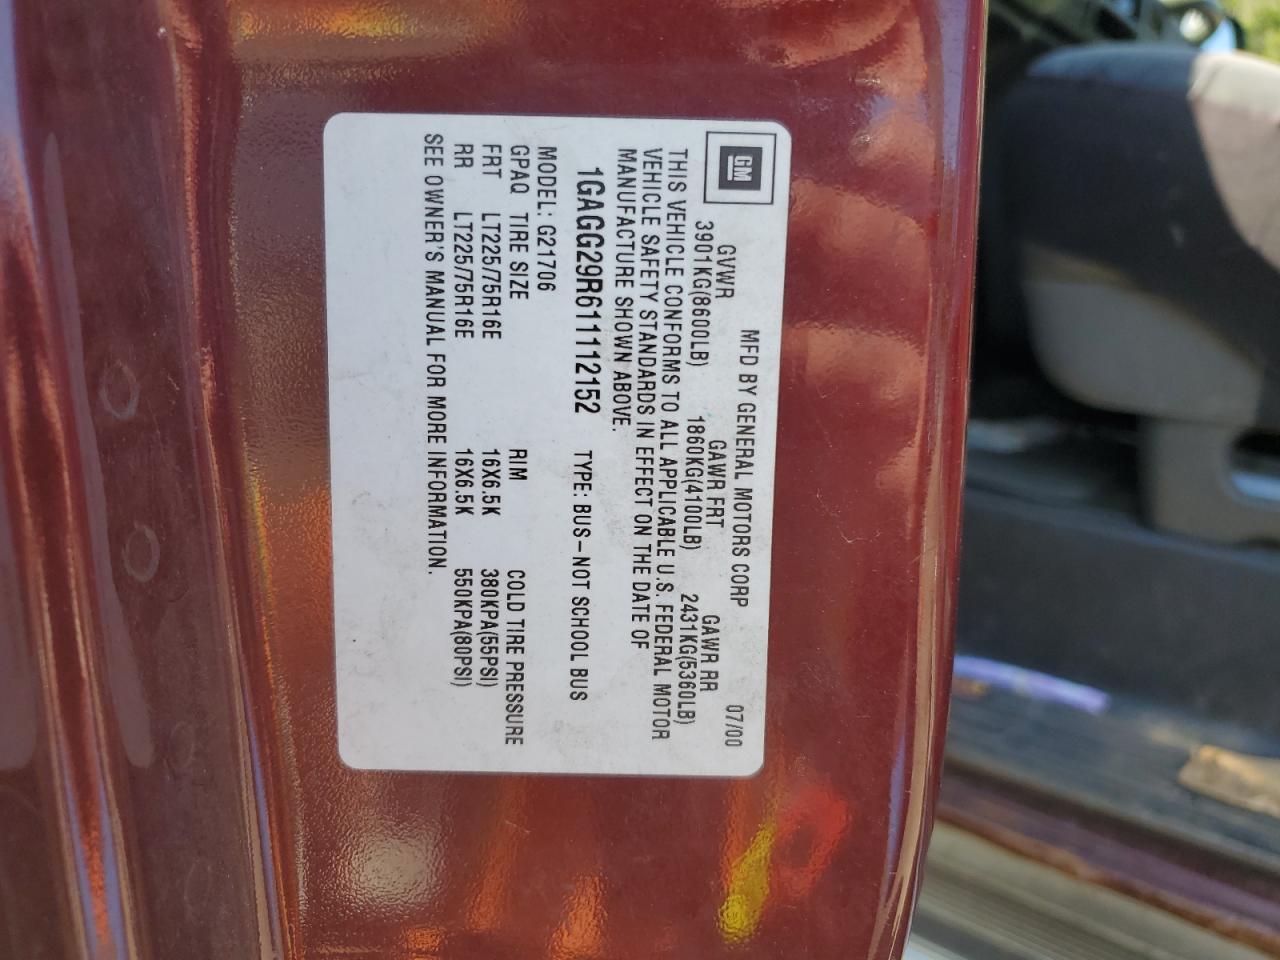 GM
MFD BY GENERAL MOTORS CORP 07/00
GVWR GAWR FRT GAWR RR
3901KG(8600LB) 1860KG(4100LB) 2431KG(5360LB)
THIS VEHICLE CONFORMS TO ALL APPLICABLE U.S. FEDERAL MOTOR
VEHICLE SAFETY STANDARDS IN EFFECT ON THE DATE OF
MANUFACTURE SHOWN ABOVE.
1GAGG29R611112152 TYPE: BUS-NOT SCHOOL BUS
MODEL: G21706
GPAQ TIRE SIZE RIM COLD TIRE PRESSURE
FRT LT225/75R16E 16X6.5K 380KPA(55PSI)
RR LT225/75R16E 16X6.5K 550KPA(80PSI)
SEE OWNER'S MANUAL FOR MORE INFORMATION.